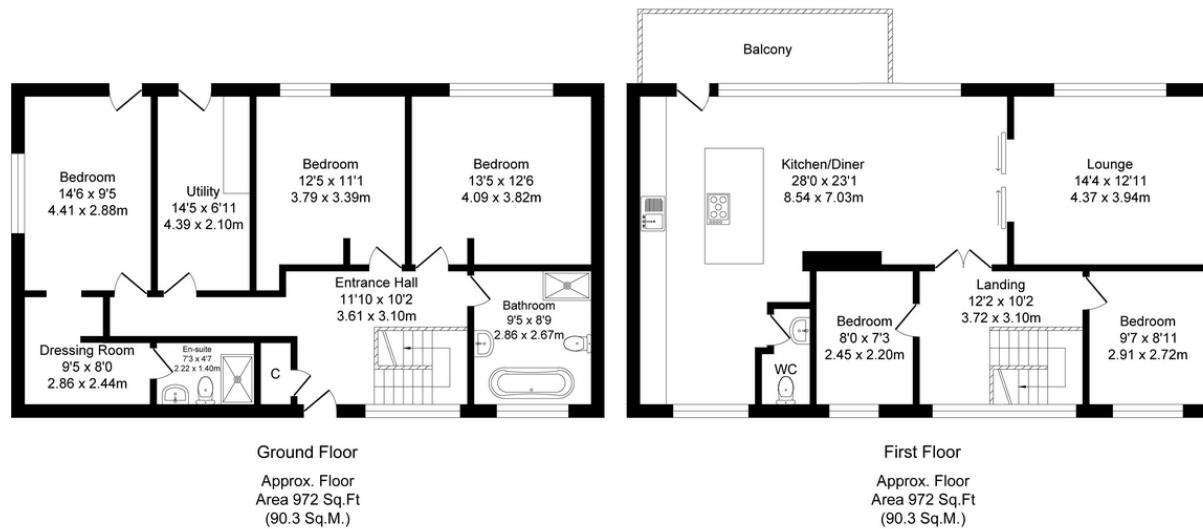 Balcony
Bedroom
14'6 x 9'5
4.41 x 2.88m
Utility
14'5 x 6'11
4.39 x 2.10m
Bedroom
12'5 x 11'1
3.79 x 3.39m
Bedroom
13'5 x 12'6
4.09 x 3.82m
Entrance Hall
11'10 x 10'2
3.61 x 3.10m
Bathroom
9'5 x 8'9
2.86 x 2.67m
Dressing Room
9'5 x 8'0
2.86 x 2.44m
En-suite
7'3 x 4'7
2.22 x 1.40m
C
Kitchen/Diner
28'0 x 23'1
8.54 x 7.03m
Lounge
14'4 x 12'11
4.37 x 3.94m
Landing
12'2 x 10'2
3.72 x 3.10m
Bedroom
8'0 x 7'3
2.45 x 2.20m
Bedroom
9'7 x 8'11
2.91 x 2.72m
WC
Ground Floor
Approx. Floor
Area 972 Sq.Ft
(90.3 Sq.M.)
First Floor
Approx. Floor
Area 972 Sq.Ft
(90.3 Sq.M.)